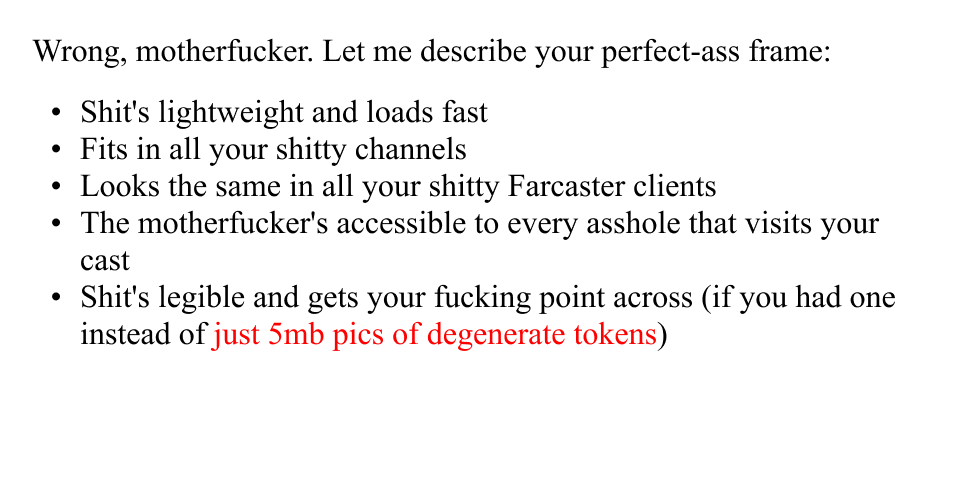 Wrong, motherfucker. Let me describe your perfect-ass frame:
• Shit's lightweight and loads fast
• Fits in all your shitty channels
• Looks the same in all your shitty Farcaster clients
• The motherfucker's accessible to every asshole that visits your
cast
• Shit's legible and gets your fucking point across (if you had one
instead of just 5mb pics of degenerate tokens)